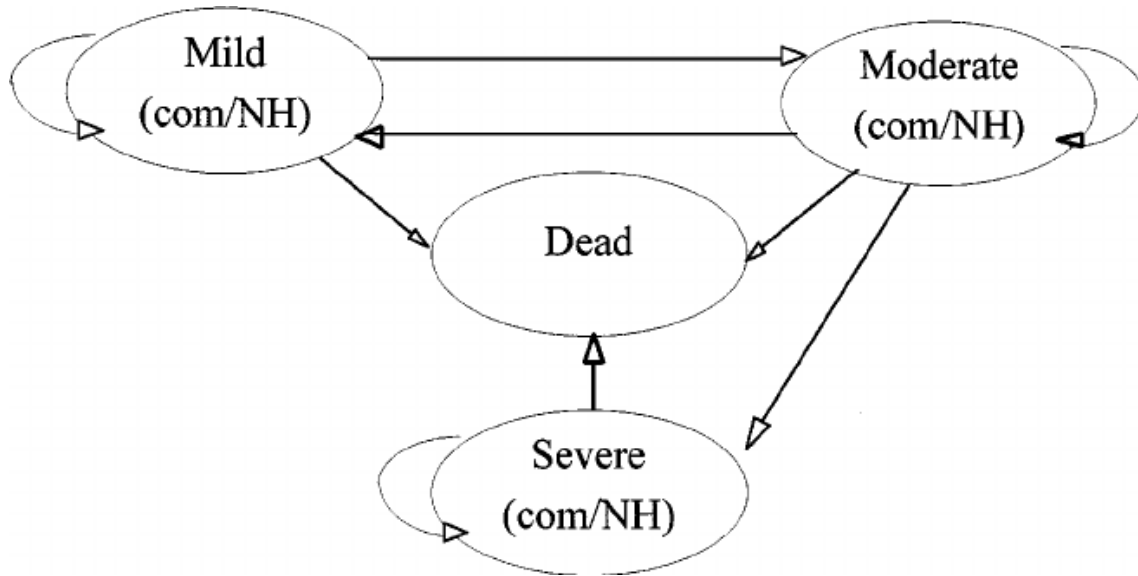 Mild
(com/NH)
Moderate
(com/NH)
Dead
Severe
(com/NH)